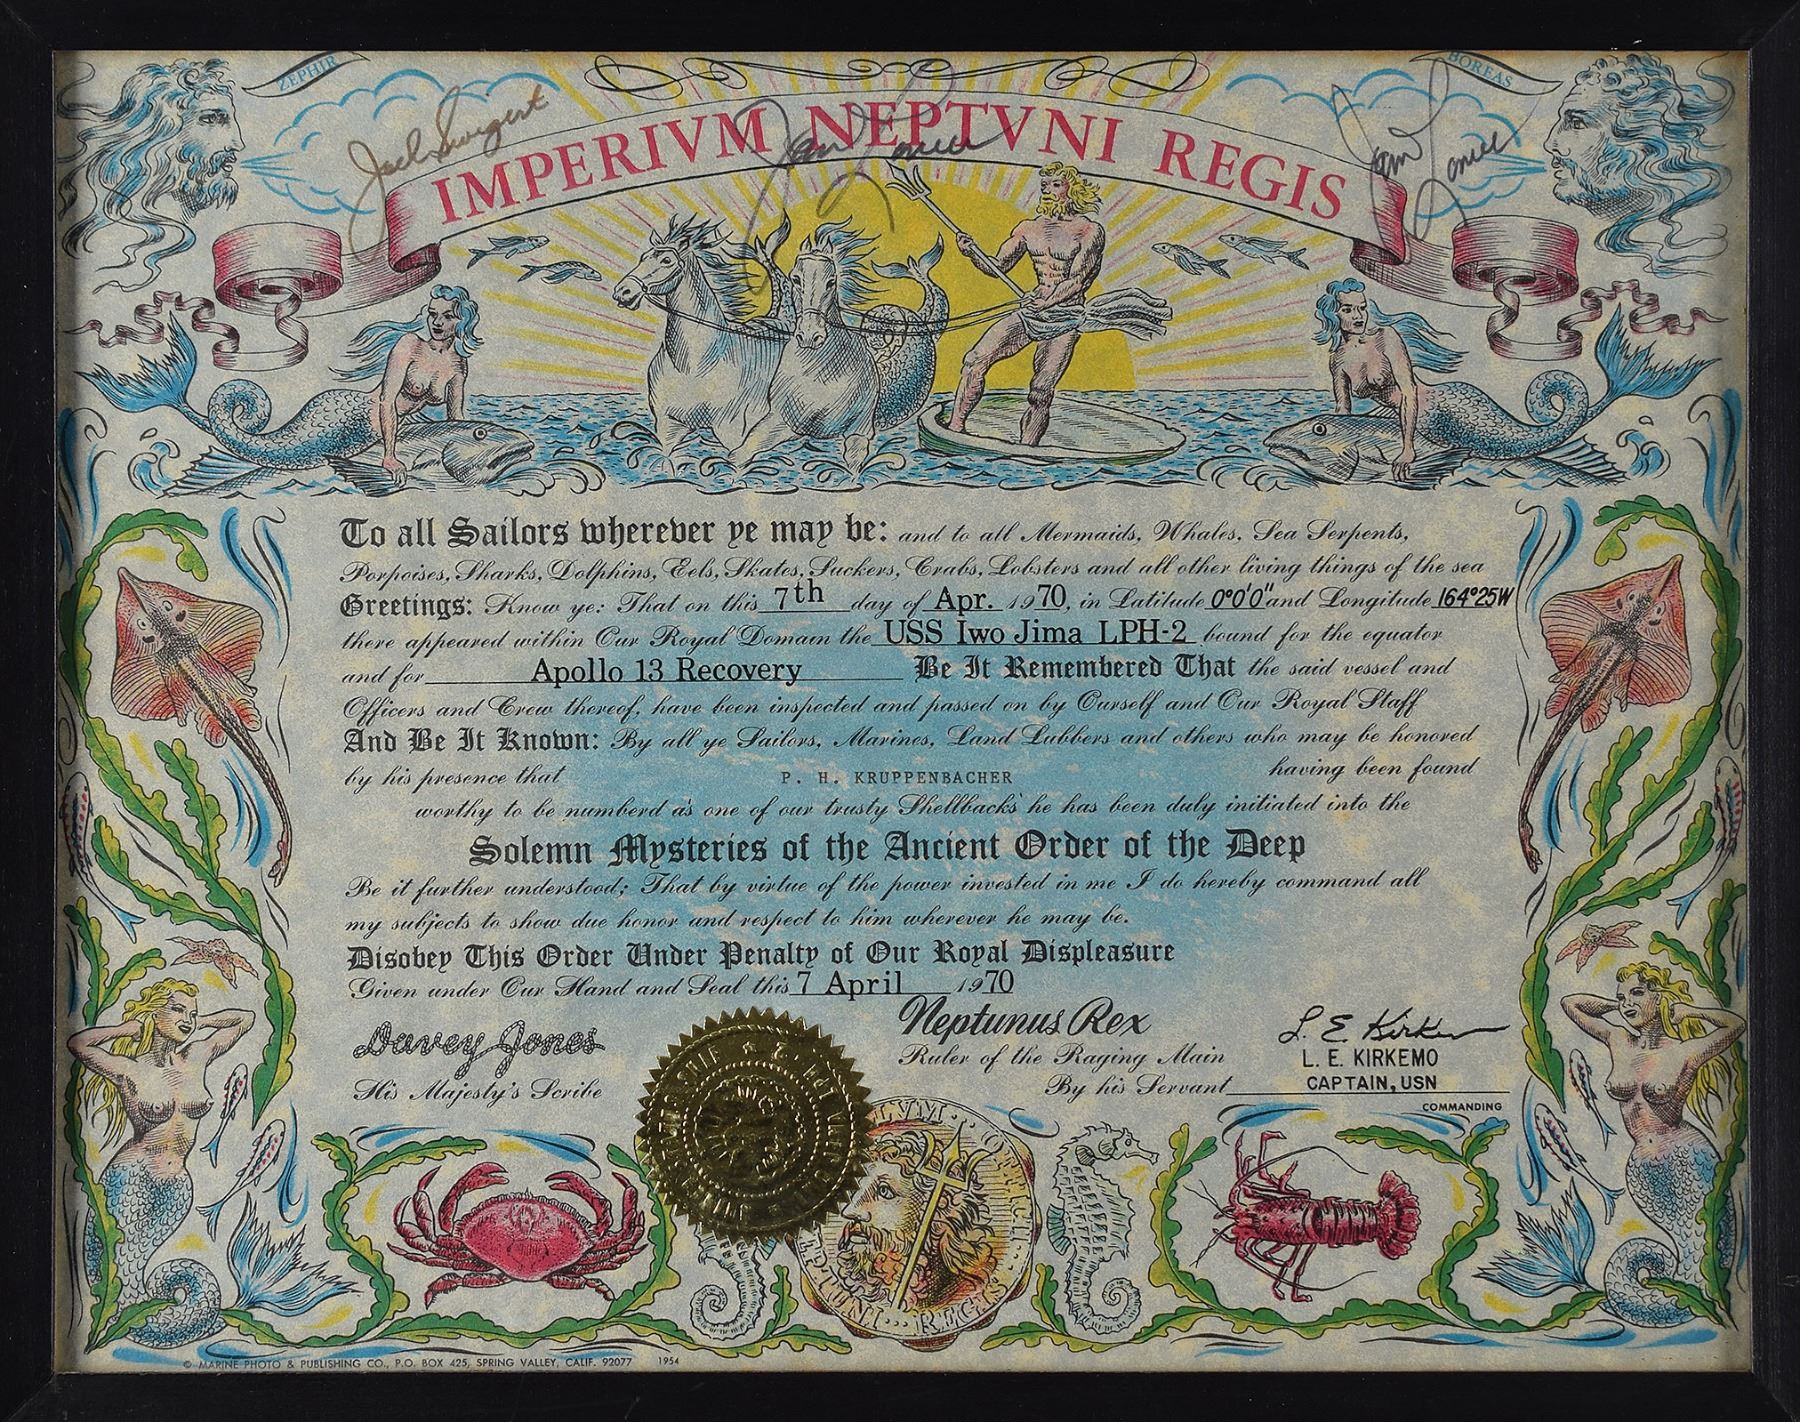 ZEPHIR
BOREAS
Jack Swigert
James Lovell
James Lovell
IMPERIVM NEPTVNI REGIS
To all Sailors wherever ye may be: and to all Mermaids, Whales, Sea Serpents,
Porpoises, Sharks, Dolphins, Eels, Skates, Suckers, Crabs, Lobsters and all other living things of the sea
Greetings: Know ye: That on this 7th day of Apr. 1970, in Latitude 0°0'0" and Longitude 164°25W
there appeared within Our Royal Domain the USS Iwo Jima LPH-2 bound for the equator
and for Apollo 13 Recovery Be It Remembered That the said vessel and
Officers and Crew thereof, have been inspected and passed on by Ourself and Our Royal Staff
And Be It Known: By all ye Sailors, Marines, Land Lubbers and others who may be honored
by his presence that P. H. KRUPPENBACHER having been found
worthy to be numberd as one of our trusty Shellbacks he has been duly initiated into the
Solemn Mysteries of the Ancient Order of the Deep
Be it further understood; That by virtue of the power invested in me I do hereby command all
my subjects to show due honor and respect to him wherever he may be.
Disobey This Order Under Penalty of Our Royal Displeasure
Given under Our Hand and Seal this 7 April 1970
Davey Jones
His Majesty's Scribe
Neptunus Rex
Ruler of the Raging Main
By his Servant
L. E. Kirkemo
L. E. KIRKEMO
CAPTAIN, USN
COMMANDING
NEPTUNI REGIS
© MARINE PHOTO & PUBLISHING CO., P.O. BOX 425, SPRING VALLEY, CALIF. 92077 1954